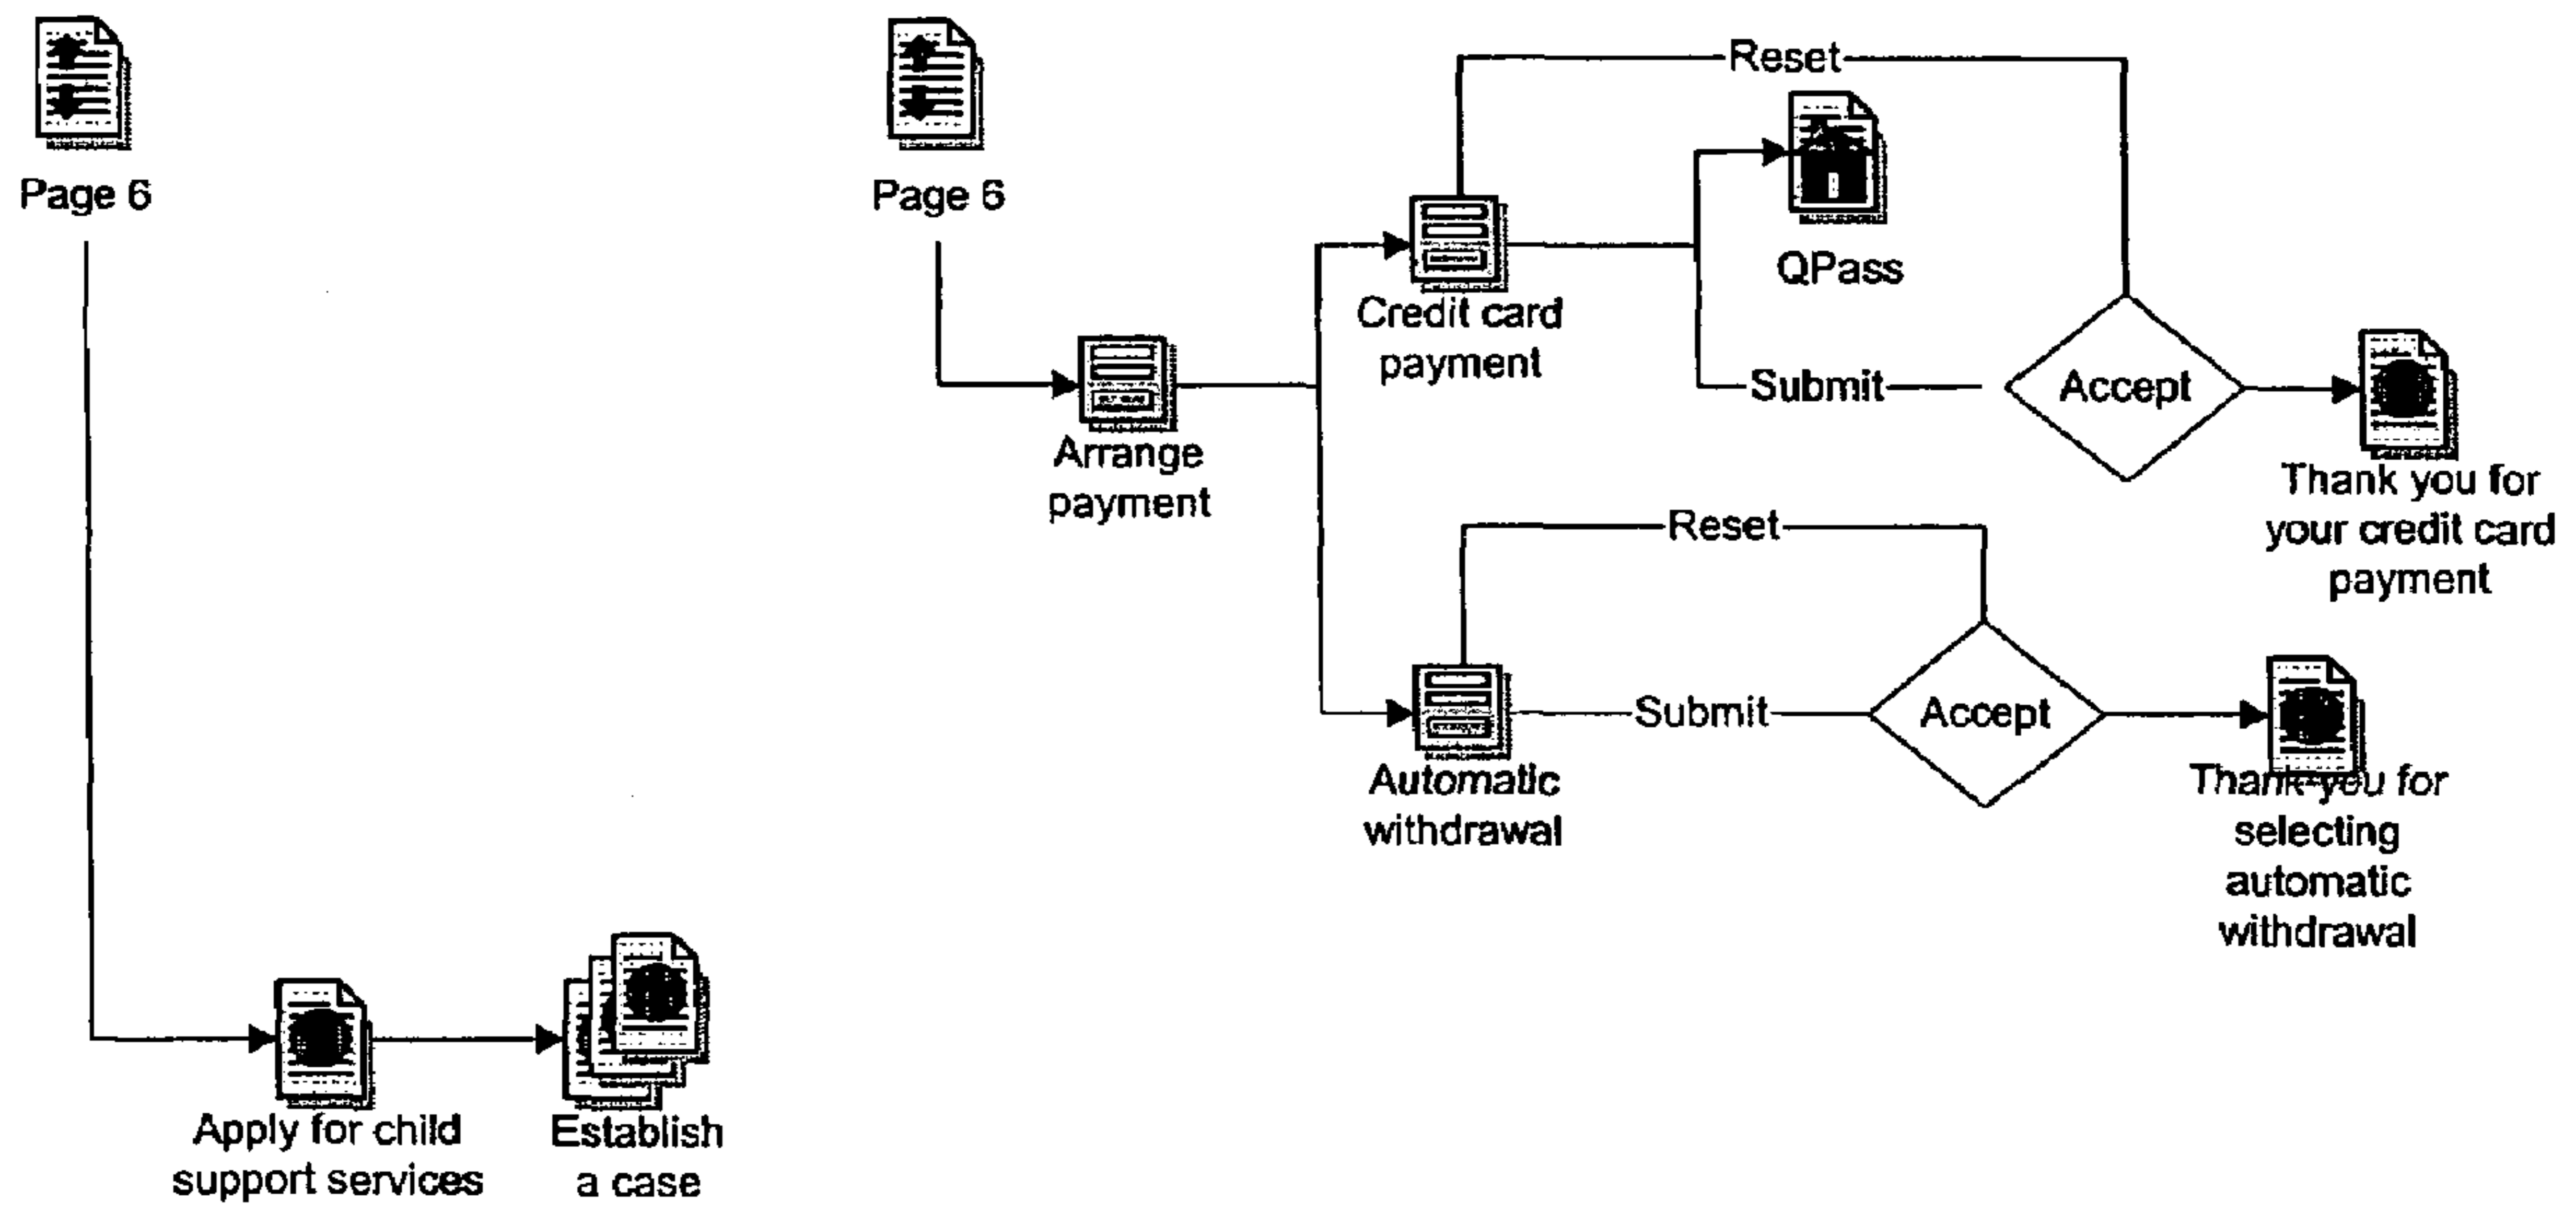 Page 6
Page 6
Reset
QPass
Credit card
payment
Submit
Accept
Arrange
payment
Thank you for
your credit card
payment
Reset
Submit
Accept
Automatic
withdrawal
Thank you for
selecting
automatic
withdrawal
Apply for child
support services
Establish
a case